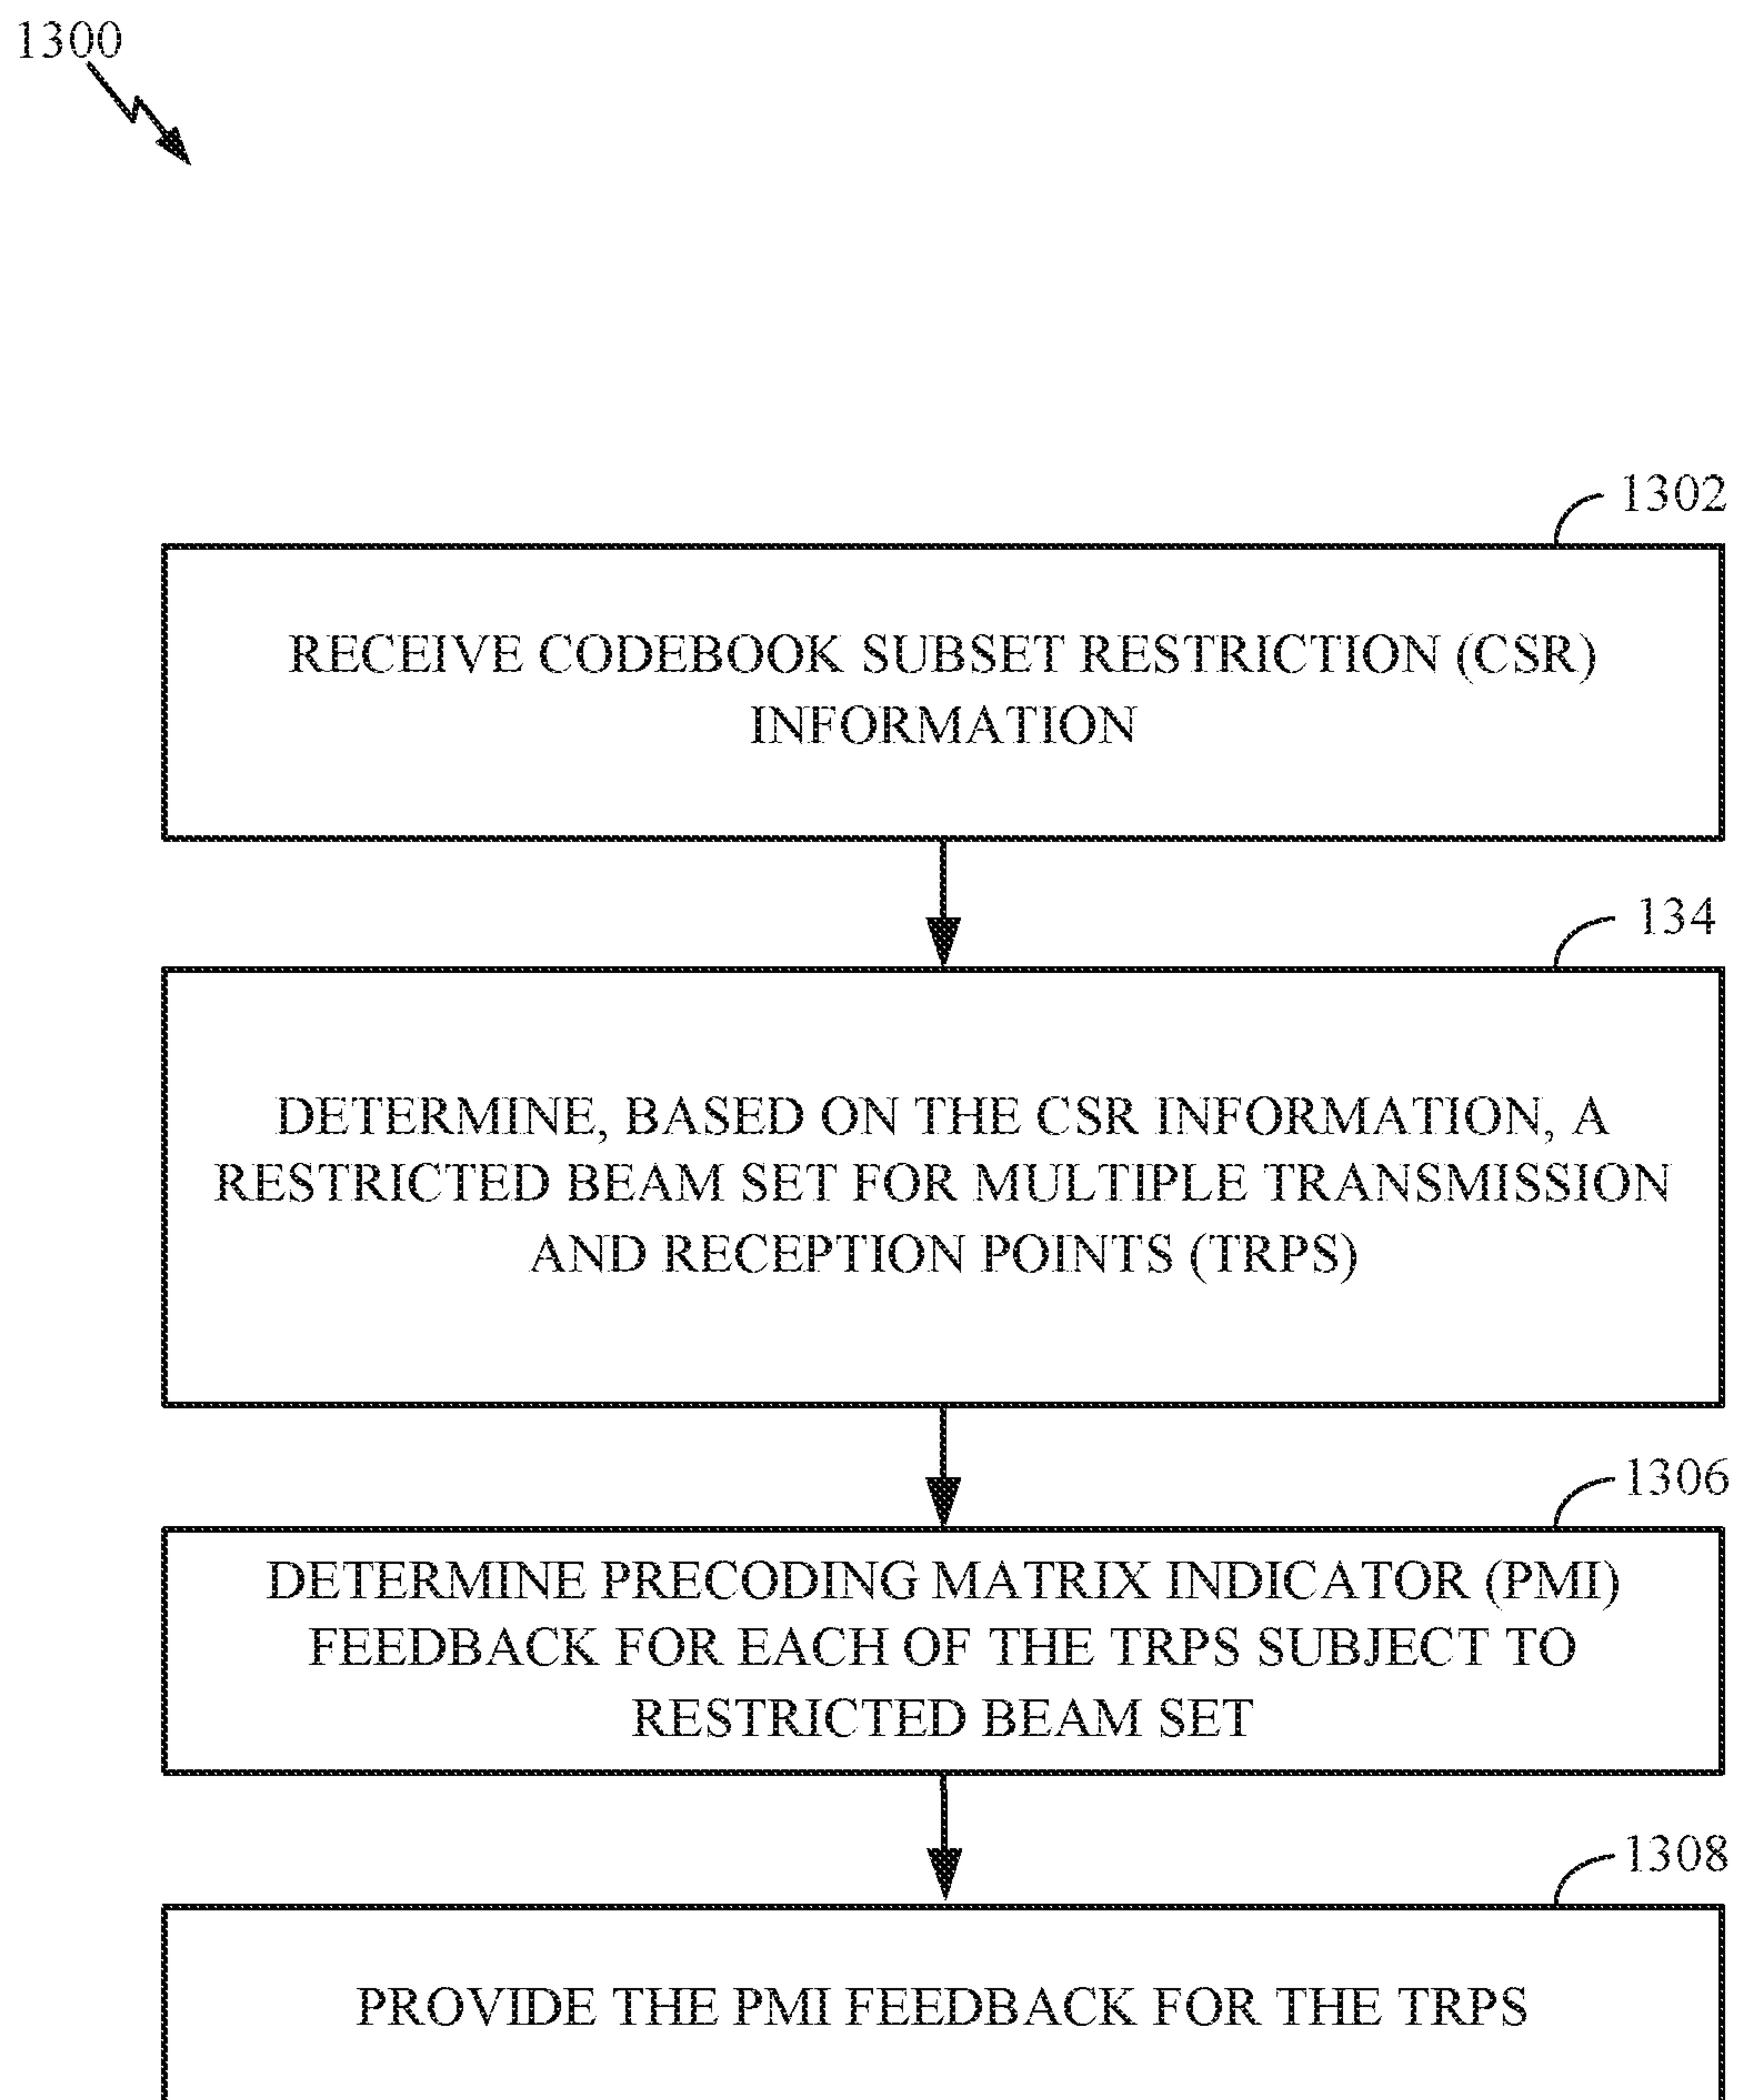 1300
1302
RECEIVE CODEBOOK SUBSET RESTRICTION (CSR)
INFORMATION
134
DETERMINE, BASED ON THE CSR INFORMATION, A
RESTRICTED BEAM SET FOR MULTIPLE TRANSMISSION
AND RECEPTION POINTS (TRPS)
1306
DETERMINE PRECODING MATRIX INDICATOR (PMI)
FEEDBACK FOR EACH OF THE TRPS SUBJECT TO
RESTRICTED BEAM SET
1308
PROVIDE THE PMI FEEDBACK FOR THE TRPS